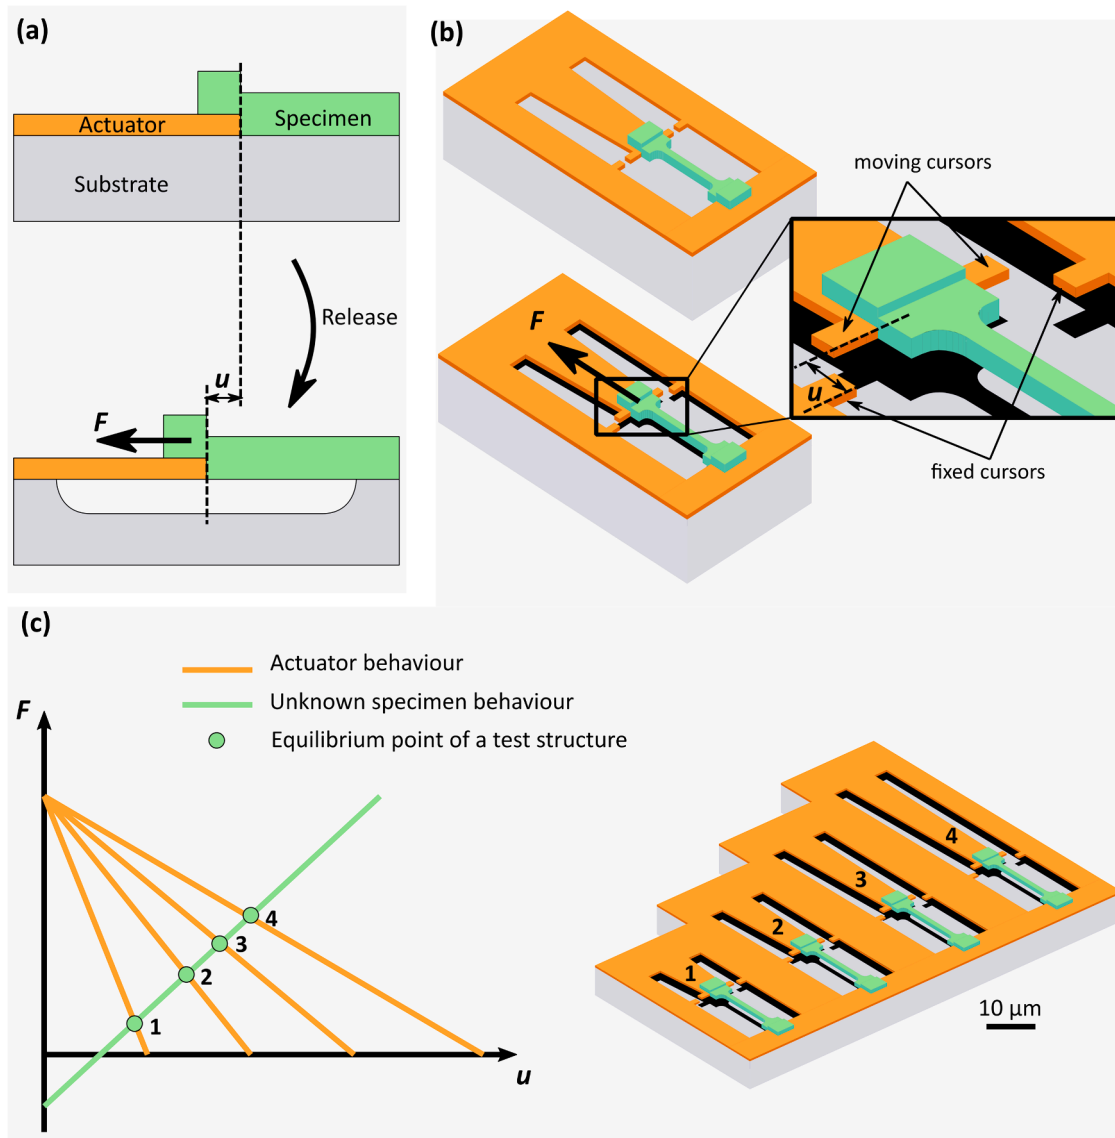 (a)
Actuator
Specimen
Substrate
Release
u
F
(b)
moving cursors
F
u
fixed cursors
(c)
Actuator behaviour
Unknown specimen behaviour
Equilibrium point of a test structure
F
4
3
2
1
u
4
3
2
1
10 µm